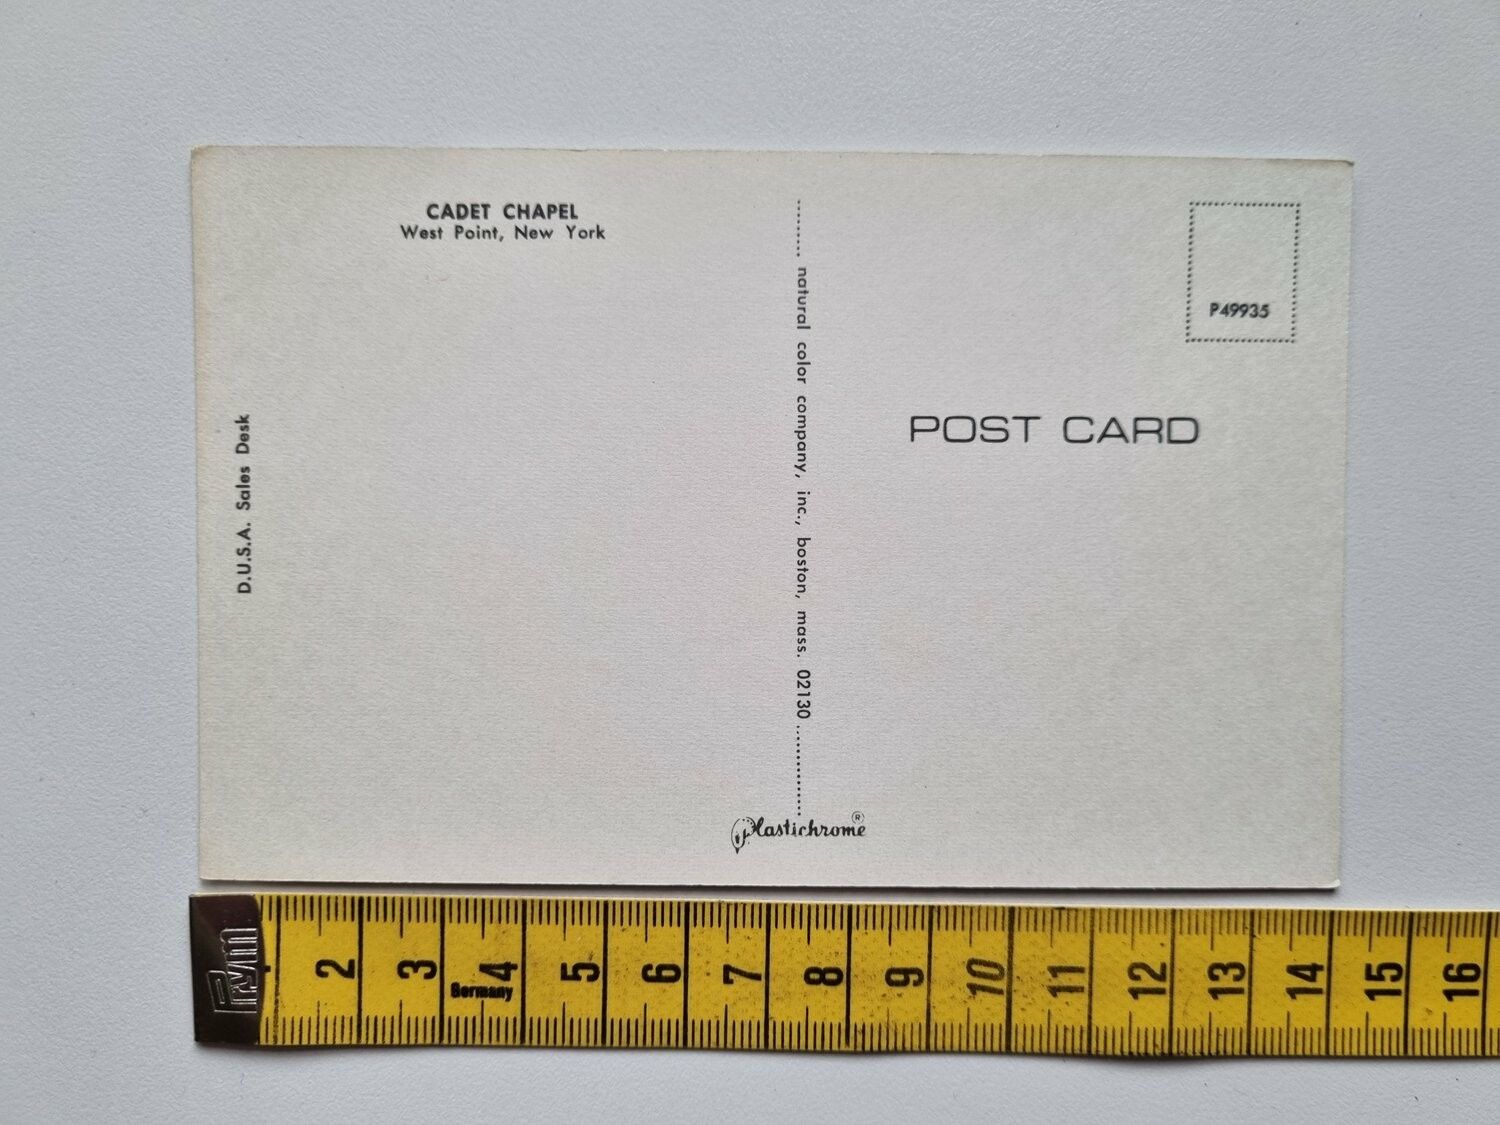 CADET CHAPEL
West Point, New York
D.U.S.A. Sales Desk
natural color company, inc., boston, mass. 02130
Plastichrome®
P49935
POST CARD
Prym
2 3 4 5 6 7 8 9 10 11 12 13 14 15 16
Germany